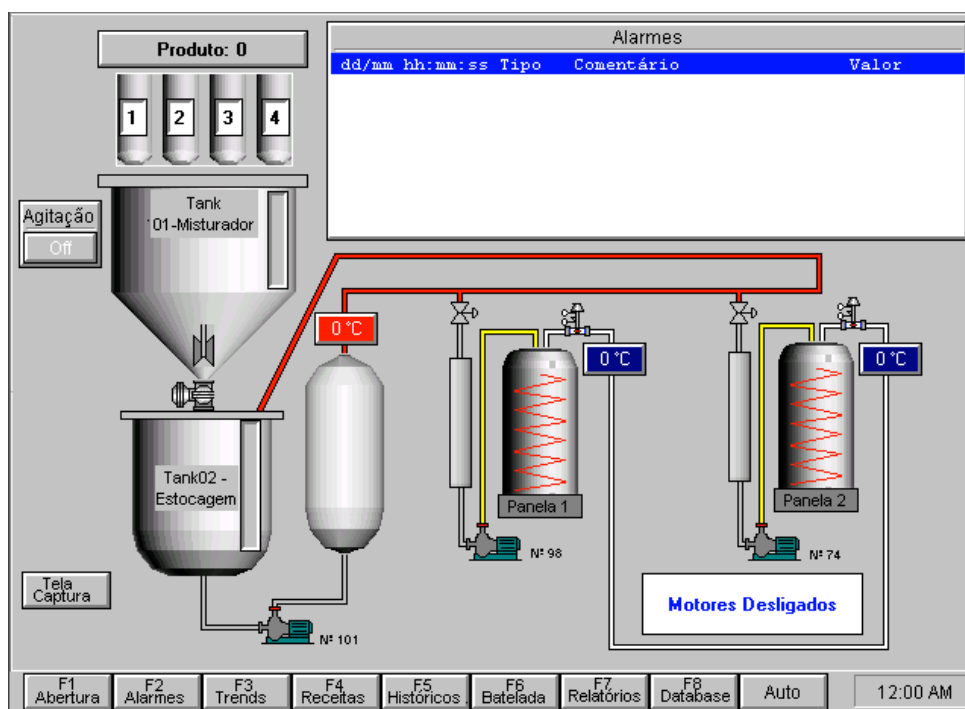 Produto: 0
Alarmes
dd/mm hh:mm:ss Tipo Comentário Valor
1 2 3 4
Tank
01-Misturador
Agitação
Off
0 °C
0 °C
0 °C
Tank02 -
Estocagem
Panela 1
Panela 2
Nº 98
Nº 74
Tela
Captura
Motores Desligados
Nº 101
F1
Abertura
F2
Alarmes
F3
Trends
F4
Receitas
F5
Históricos .
F6
Batelada
F7
Relatórios
F8
Database
Auto
12:00 AM